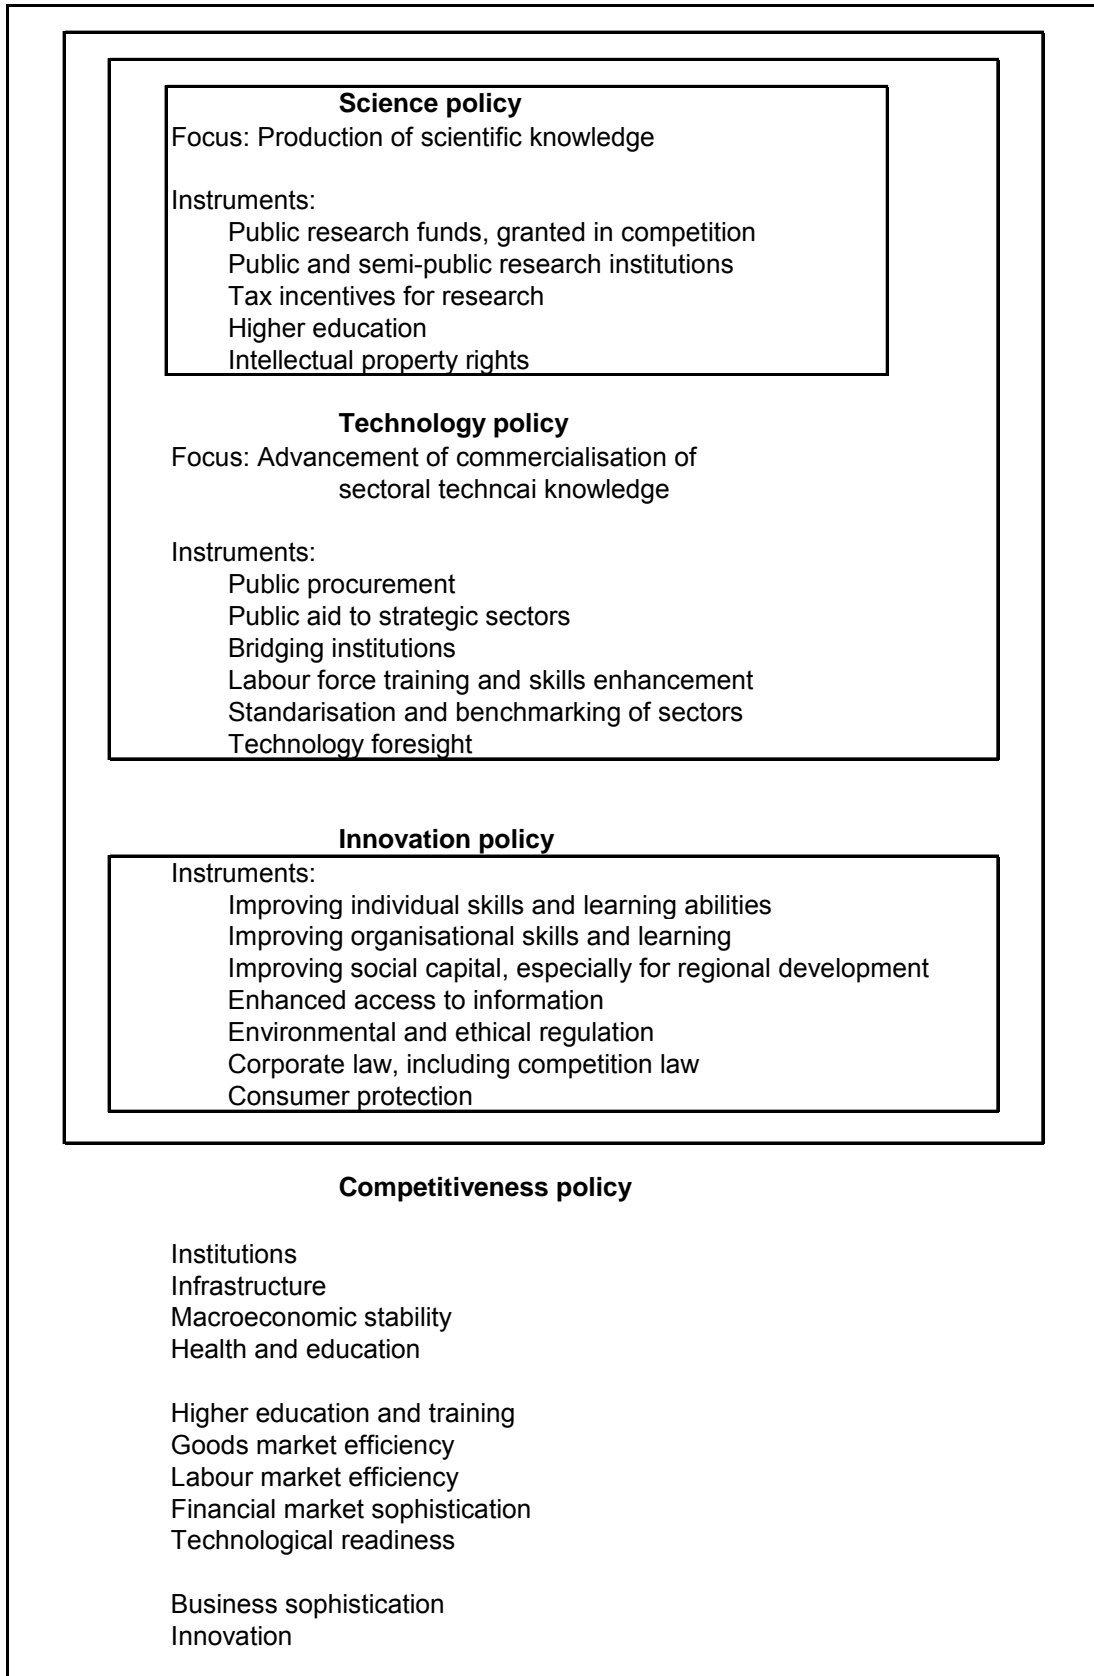 Science policy
Focus: Production of scientific knowledge
Instruments:
Public research funds, granted in competition
Public and semi-public research institutions
Tax incentives for research
Higher education
Intellectual property rights
Technology policy
Focus: Advancement of commercialisation of
sectoral techncai knowledge
Instruments:
Public procurement
Public aid to strategic sectors
Bridging institutions
Labour force training and skills enhancement
Standarisation and benchmarking of sectors
Technology foresight
Innovation policy
Instruments:
Improving individual skills and learning abilities
Improving organisational skills and learning
Improving social capital, especially for regional development
Enhanced access to information
Environmental and ethical regulation
Corporate law, including competition law
Consumer protection
Competitiveness policy
Institutions
Infrastructure
Macroeconomic stability
Health and education
Higher education and training
Goods market efficiency
Labour market efficiency
Financial market sophistication
Technological readiness
Business sophistication
Innovation